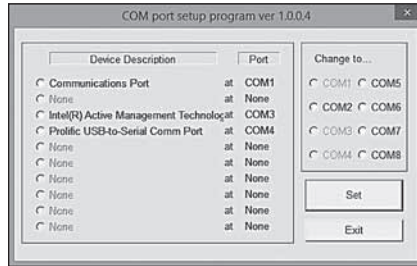 COM port setup program ver 1.0.0.4
Device Description Port
Communications Port at COM1
None at None
Intel(R) Active Management Technologat COM3
Prolific USB-to-Serial Comm Port at COM4
None at None
None at None
None at None
None at None
None at None
None at None
Change to...
COM1 COM5
COM2 COM6
COM3 COM7
COM4 COM8
Set
Exit